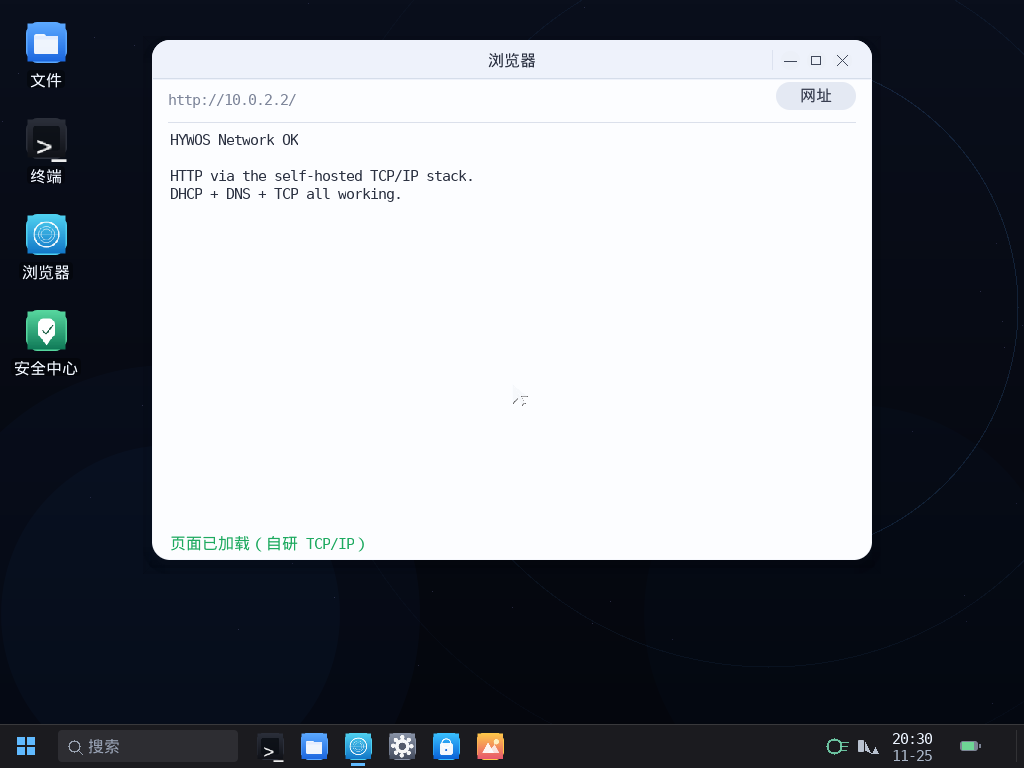 文件
终端
浏览器
安全中心
浏览器
http://10.0.2.2/
网址
HYWOS Network OK
HTTP via the self-hosted TCP/IP stack.
DHCP + DNS + TCP all working.
页面已加载(自研 TCP/IP)
搜索
20:30
11-25